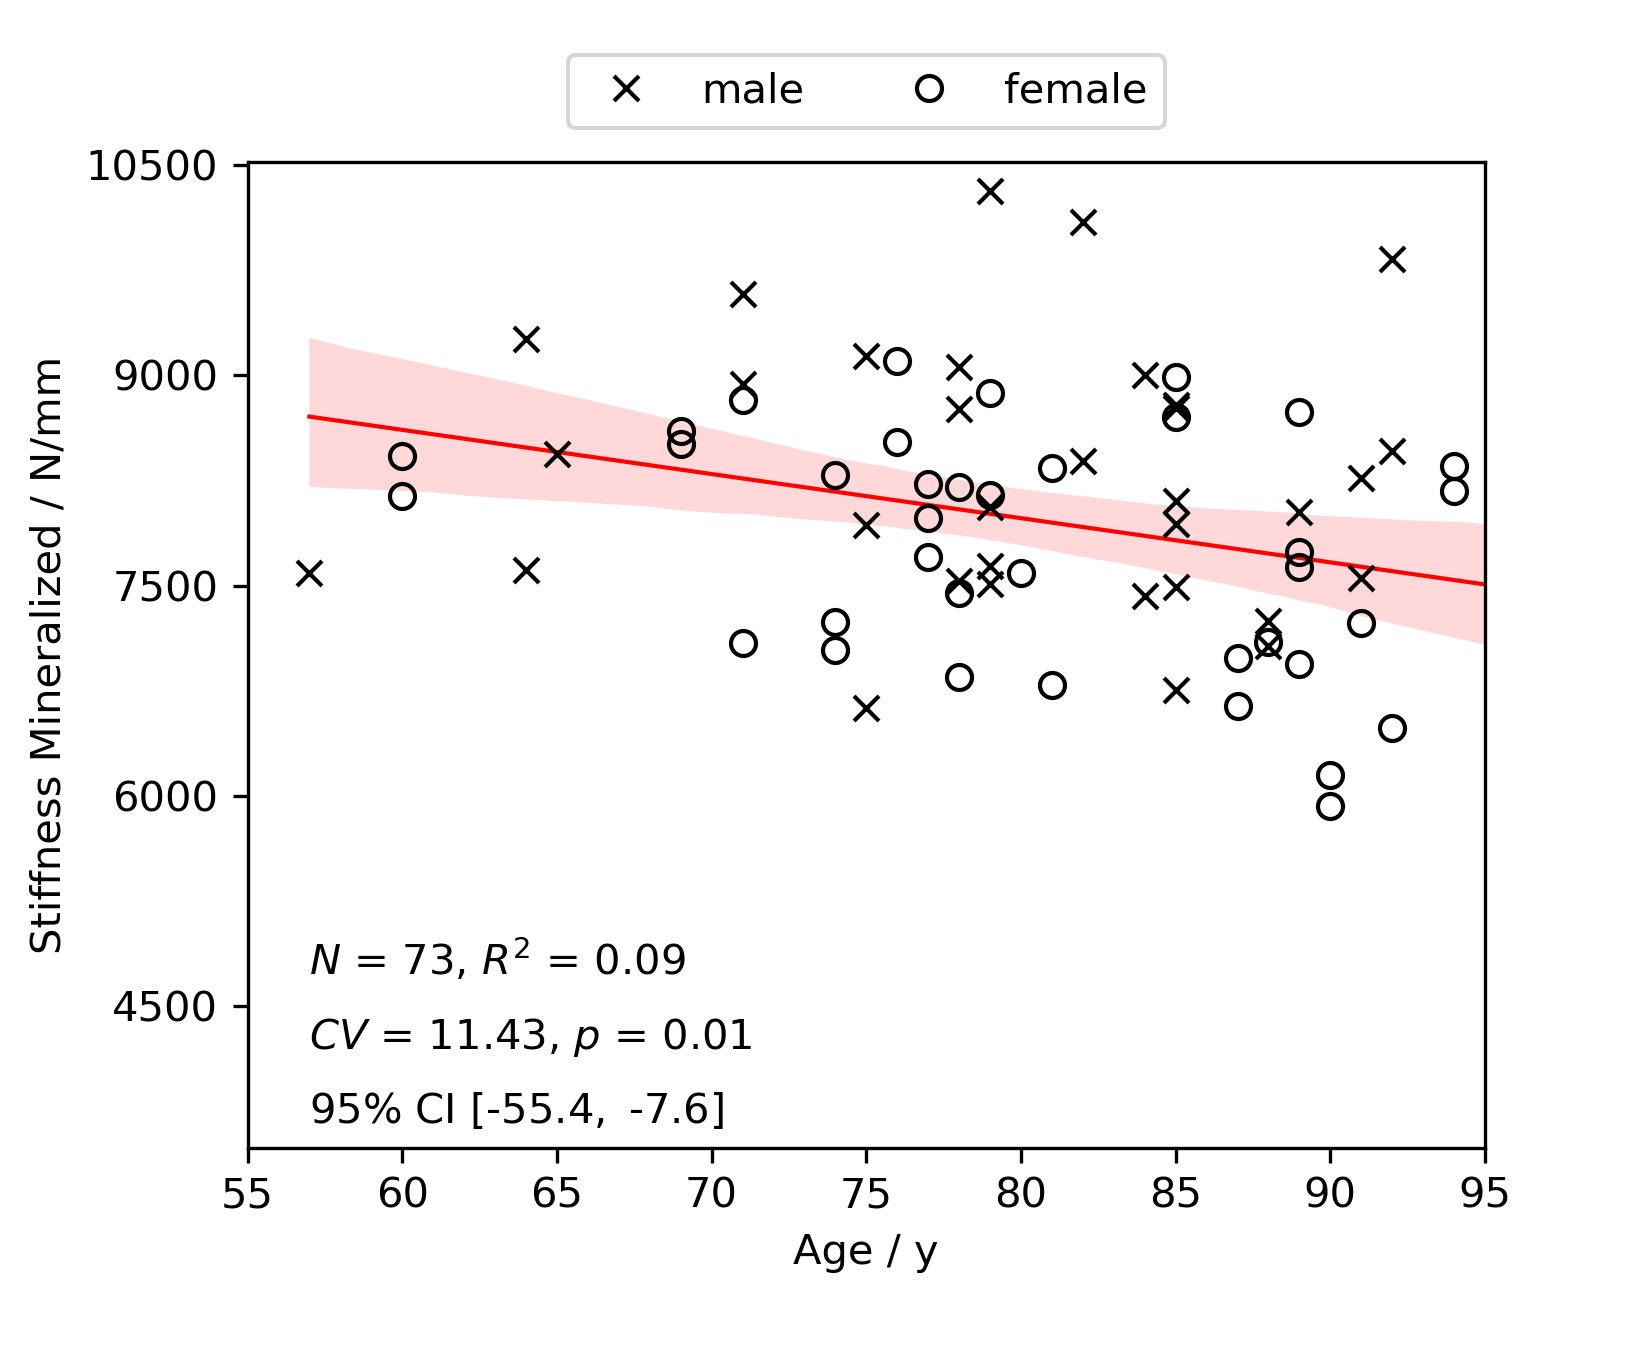 male female
10500
9000
7500
6000
4500
Stiffness Mineralized / N/mm
N = 73, R² = 0.09
CV = 11.43, p = 0.01
95% CI [-55.4, -7.6]
55 60 65 70 75 80 85 90 95
Age / y